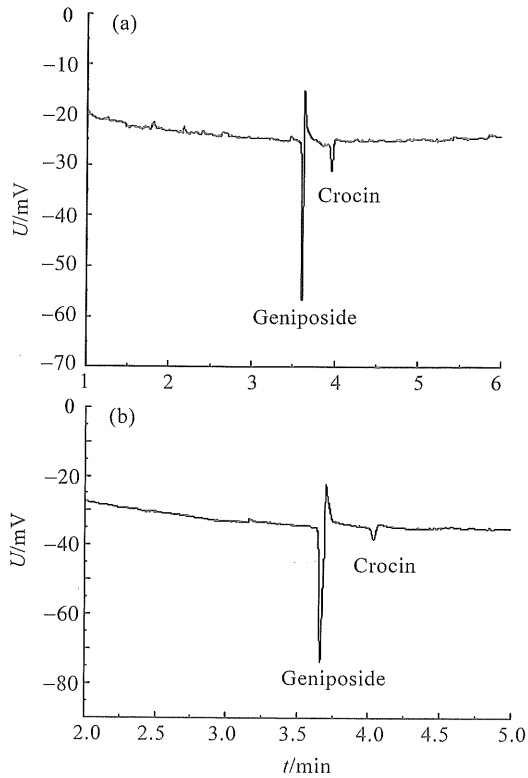 (a)
0
−10
−20
−30
−40
−50
−60
−70
U/mV
Crocin
Geniposide
1 2 3 4 5 6
(b)
0
−20
−40
−60
−80
U/mV
Crocin
Geniposide
2.0 2.5 3.0 3.5 4.0 4.5 5.0
t/min